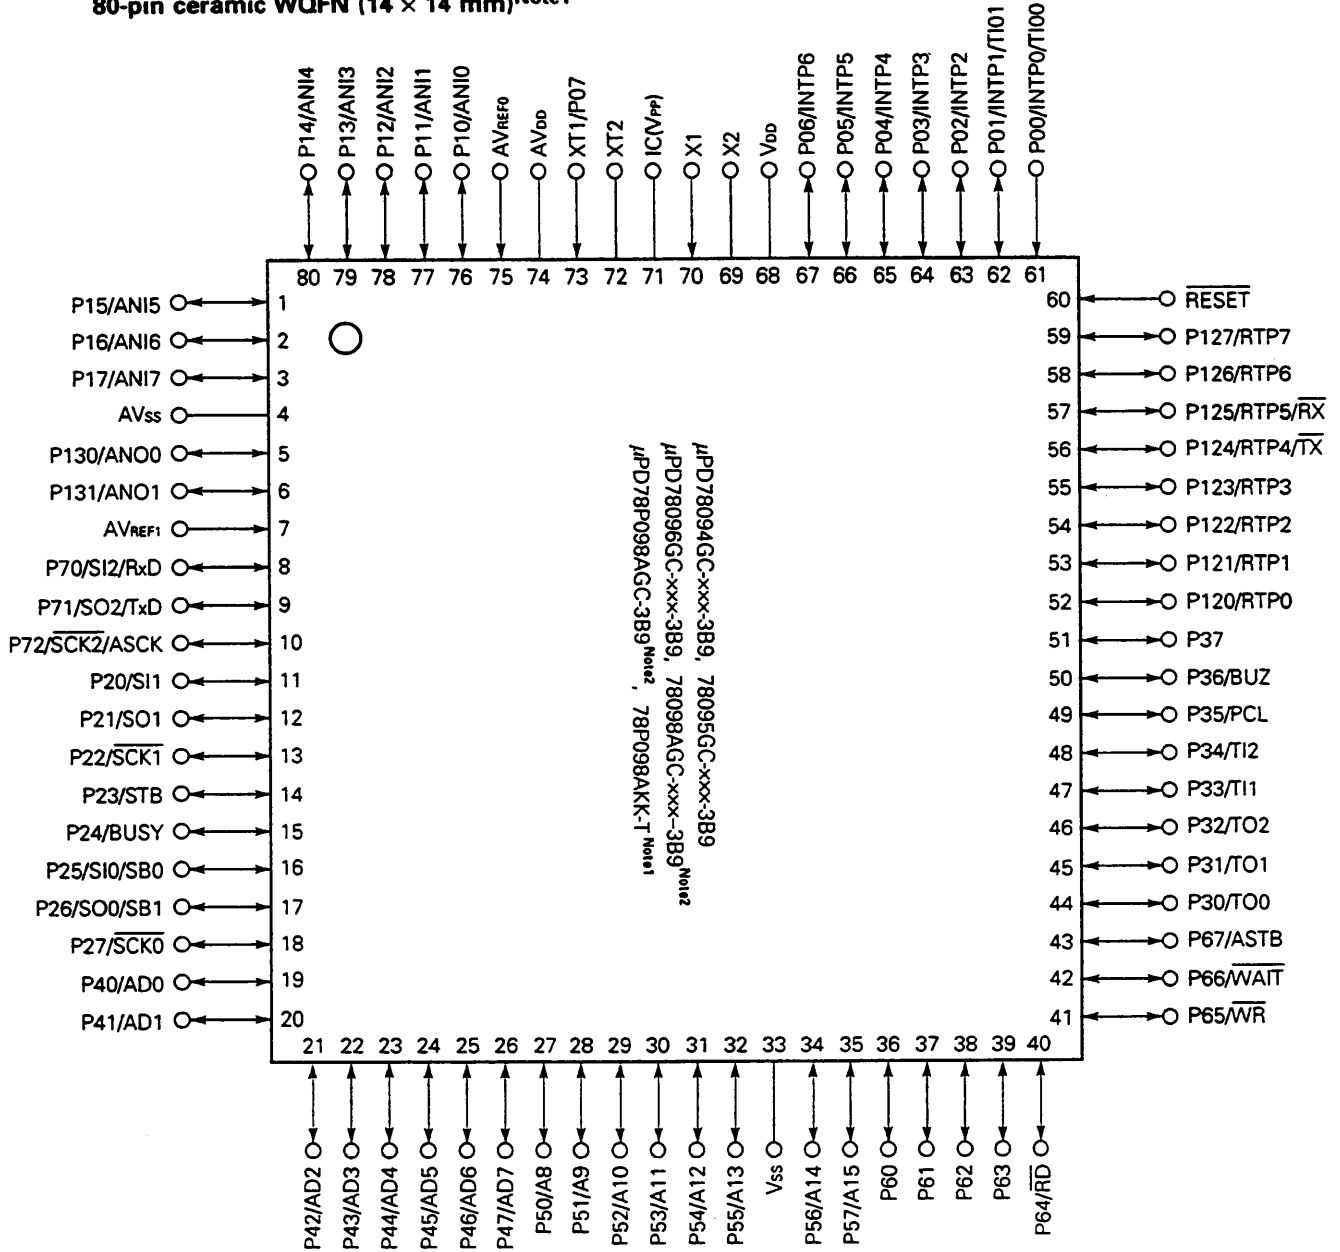 80-pin ceramic WQFN (14 × 14 mm)Note1
P14/ANI4
P13/ANI3
P12/ANI2
P11/ANI1
P10/ANI0
AVREF0
AVDD
XT1/P07
XT2
IC(VPP)
X1
X2
VDD
P06/INTP6
P05/INTP5
P04/INTP4
P03/INTP3
P02/INTP2
P01/INTP1/TI01
P00/INTP0/TI00
80 79 78 77 76 75 74 73 72 71 70 69 68 67 66 65 64 63 62 61
P15/ANI5 1
P16/ANI6 2
P17/ANI7 3
AVSS 4
P130/ANO0 5
P131/ANO1 6
AVREF1 7
P70/SI2/RxD 8
P71/SO2/TxD 9
P72/S̅C̅K̅2̅/ASCK 10
P20/SI1 11
P21/SO1 12
P22/S̅C̅K̅1̅ 13
P23/STB 14
P24/BUSY 15
P25/SI0/SB0 16
P26/SO0/SB1 17
P27/S̅C̅K̅0̅ 18
P40/AD0 19
P41/AD1 20
μPD78094GC-xxx-3B9, 78095GC-xxx-3B9
μPD78096GC-xxx-3B9, 78098AGC-xxx-3B9Note2
μPD78P098AGC-3B9Note2, 78P098AKK-TNote1
60 R̅E̅S̅E̅T̅
59 P127/RTP7
58 P126/RTP6
57 P125/RTP5/R̅X̅
56 P124/RTP4/T̅X̅
55 P123/RTP3
54 P122/RTP2
53 P121/RTP1
52 P120/RTP0
51 P37
50 P36/BUZ
49 P35/PCL
48 P34/TI2
47 P33/TI1
46 P32/TO2
45 P31/TO1
44 P30/TO0
43 P67/ASTB
42 P66/W̅A̅I̅T̅
41 P65/W̅R̅
21 22 23 24 25 26 27 28 29 30 31 32 33 34 35 36 37 38 39 40
P42/AD2
P43/AD3
P44/AD4
P45/AD5
P46/AD6
P47/AD7
P50/A8
P51/A9
P52/A10
P53/A11
P54/A12
P55/A13
VSS
P56/A14
P57/A15
P60
P61
P62
P63
P64/R̅D̅